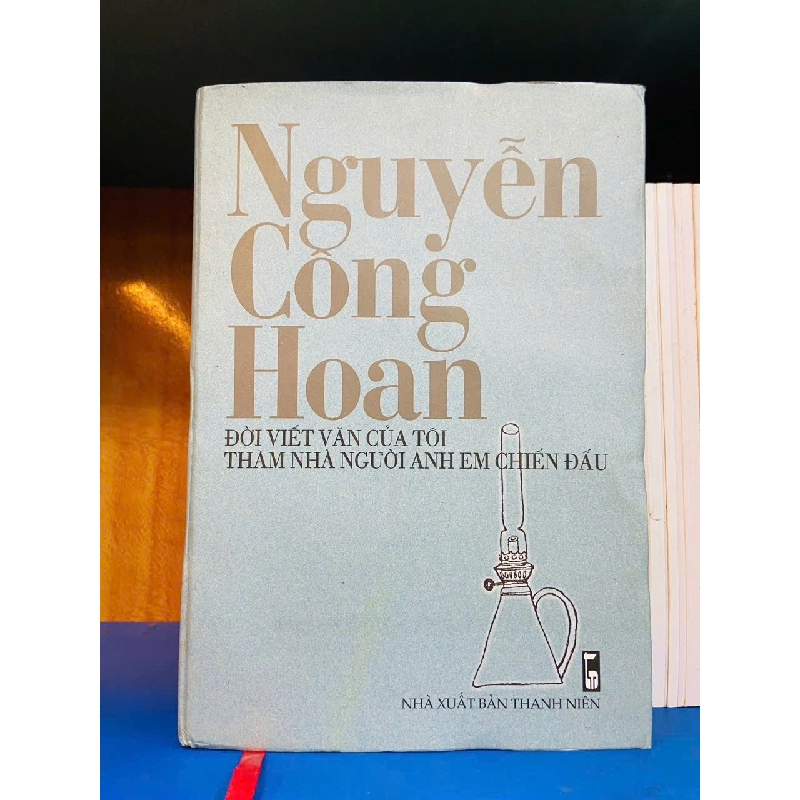 Nguyễn
Công
Hoan
ĐỜI VIẾT VĂN CỦA TÔI
THĂM NHÀ NGƯỜI ANH EM CHIẾN ĐẤU
NHÀ XUẤT BẢN THANH NIÊN